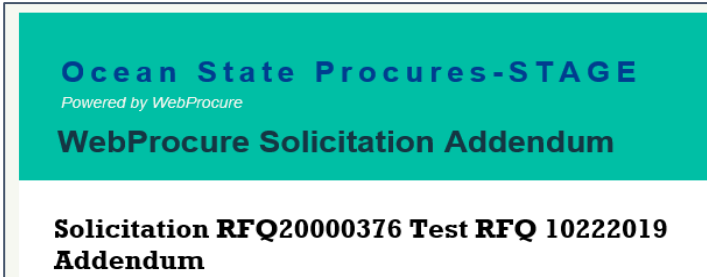 Ocean State Procures-STAGE
Powered by WebProcure
WebProcure Solicitation Addendum
Solicitation RFQ20000376 Test RFQ 10222019
Addendum